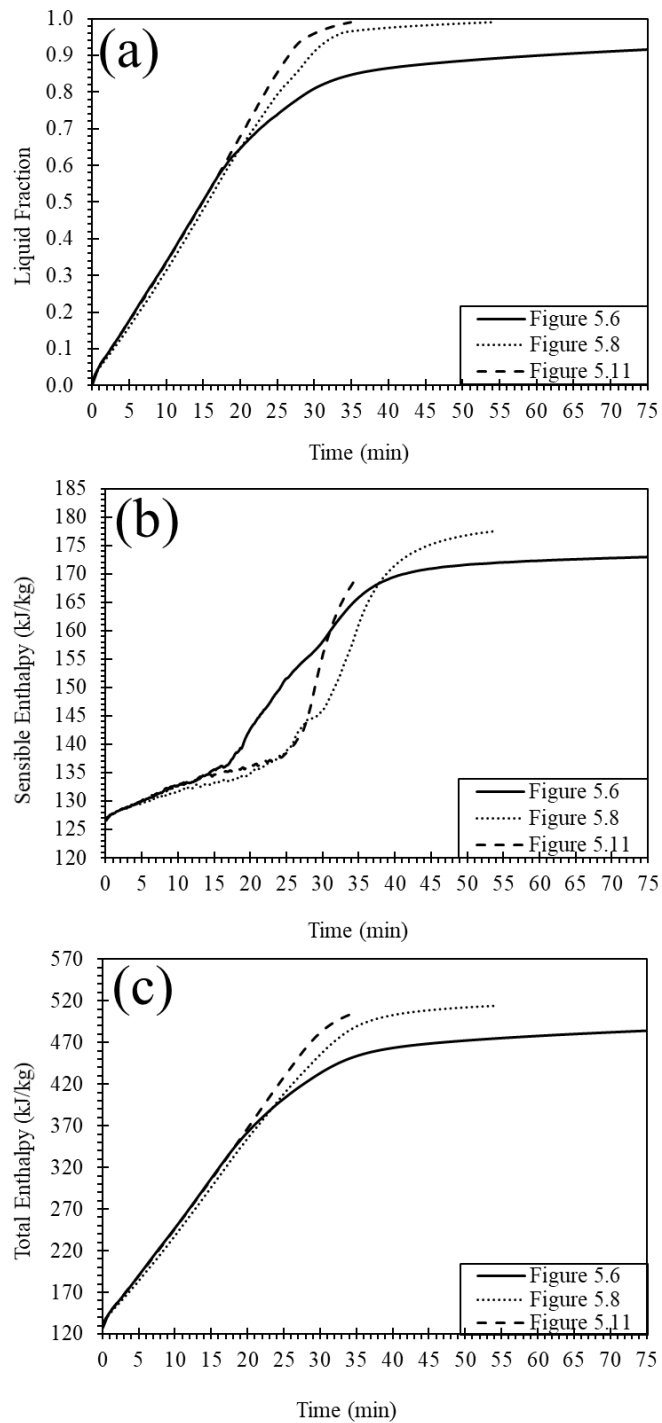 (a)
Liquid Fraction
1.0
0.9
0.8
0.7
0.6
0.5
0.4
0.3
0.2
0.1
0.0
Figure 5.6
Figure 5.8
Figure 5.11
0 5 10 15 20 25 30 35 40 45 50 55 60 65 70 75
Time (min)
(b)
Sensible Enthalpy (kJ/kg)
185
180
175
170
165
160
155
150
145
140
135
130
125
120
Figure 5.6
Figure 5.8
Figure 5.11
0 5 10 15 20 25 30 35 40 45 50 55 60 65 70 75
Time (min)
(c)
Total Enthalpy (kJ/kg)
570
520
470
420
370
320
270
220
170
120
Figure 5.6
Figure 5.8
Figure 5.11
0 5 10 15 20 25 30 35 40 45 50 55 60 65 70 75
Time (min)